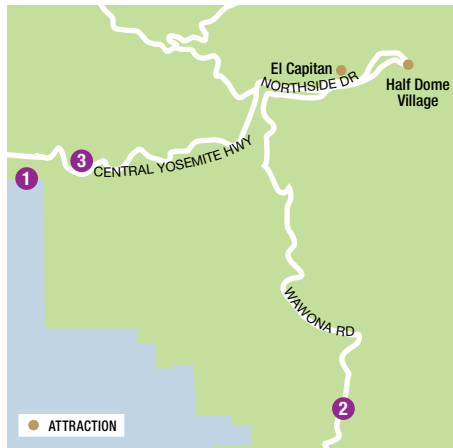 El Capitan
NORTHSIDE DR
Half Dome
Village
3
CENTRAL YOSEMITE HWY
1
WAWONA RD
2
ATTRACTION